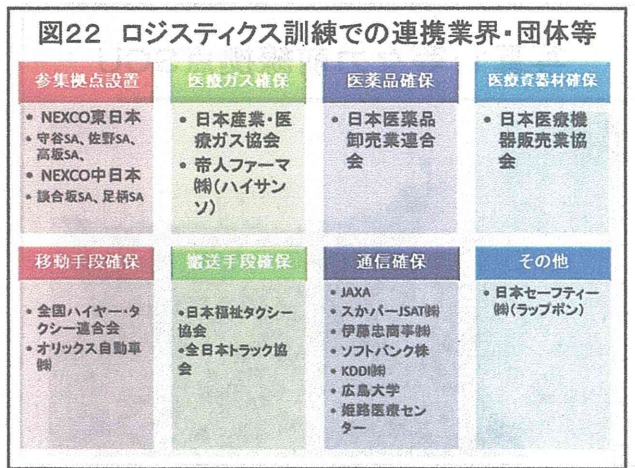 図22 ロジスティクス訓練での連携業界・団体等
参集拠点設置
• NEXCO東日本
• 守谷SA、佐野SA、
高坂SA、
• NEXCO中日本
• 談合坂SA、足柄SA
医療ガス確保
• 日本産業・医
療ガス協会
• 帝人ファーマ
㈱(ハイサン
ソ)
医薬品確保
• 日本医薬品
卸売業連合
会
医療資器材確保
• 日本医療機
器販売業協
会
移動手段確保
• 全国ハイヤー・タ
クシー連合会
• オリックス自動車
㈱
搬送手段確保
•日本福祉タクシー
協会
•全日本トラック協
会
通信確保
• JAXA
• スカパーJSAT㈱
• 伊藤忠商事㈱
• ソフトバンク株
• KDDI㈱
• 広島大学
• 姫路医療セン
ター
その他
• 日本セーフティー
㈱(ラップポン)